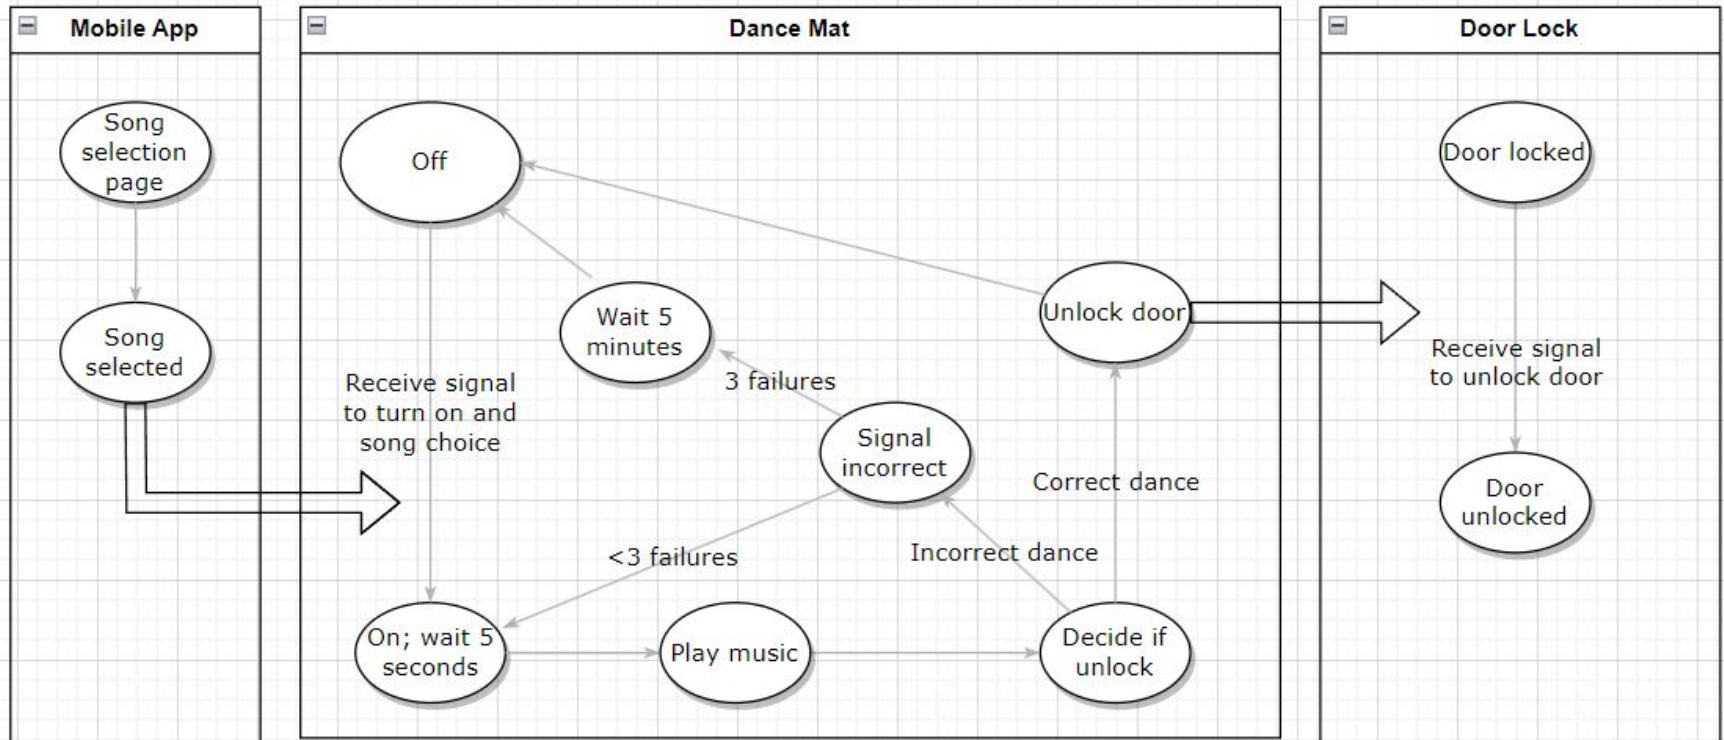 Mobile App
Song
selection
page
Song
selected
Dance Mat
Off
Wait 5
minutes
Unlock door
Receive signal
to turn on and
song choice
3 failures
Signal
incorrect
Correct dance
<3 failures
Incorrect dance
On; wait 5
seconds
Play music
Decide if
unlock
Door Lock
Door locked
Receive signal
to unlock door
Door
unlocked